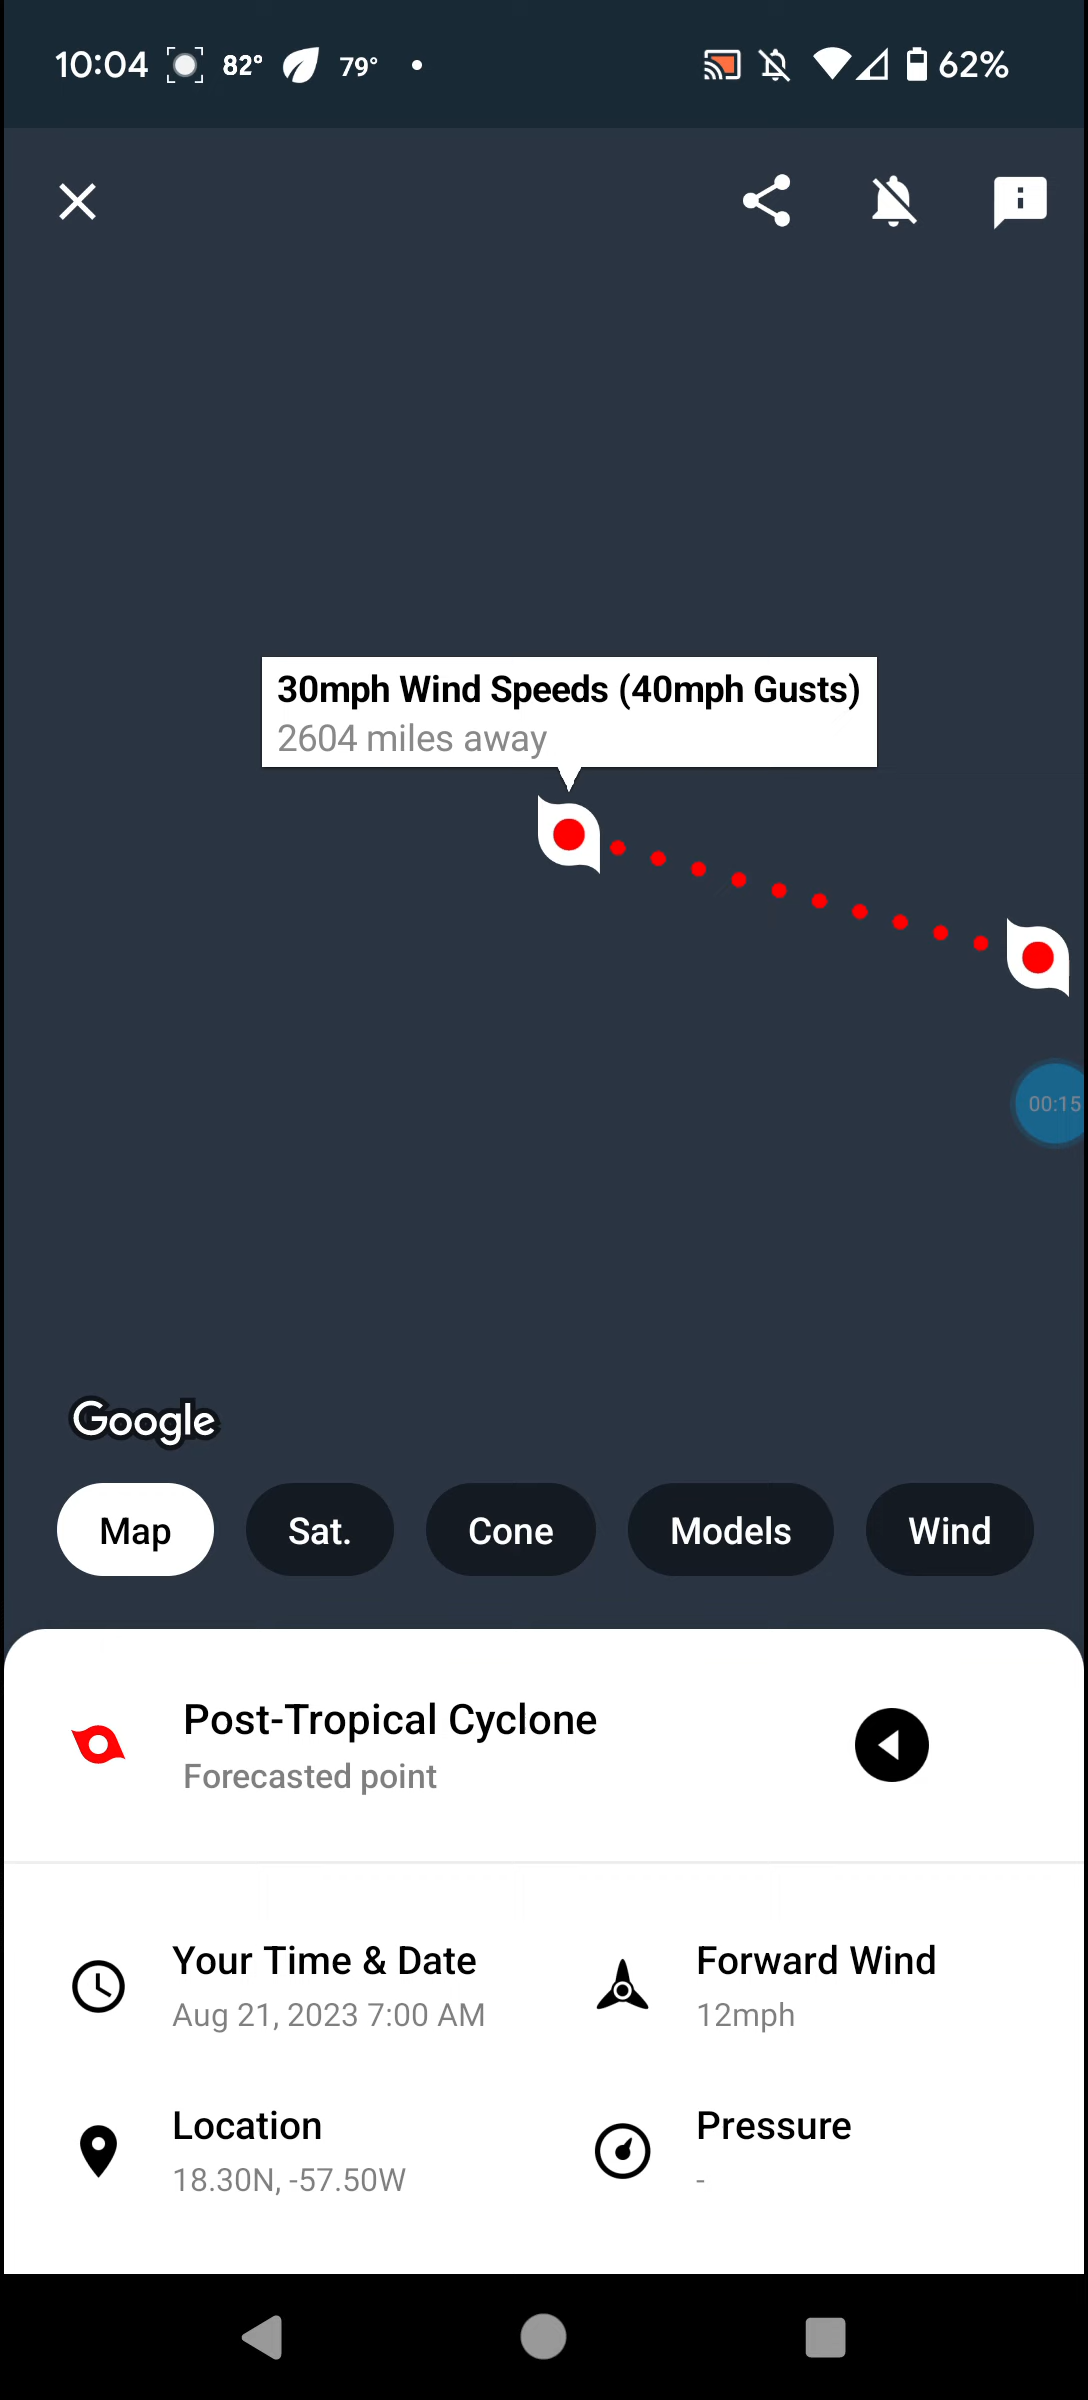 10:04 82° 79° 62%
30mph Wind Speeds (40mph Gusts)
2604 miles away
00:15
Google
Map Sat. Cone Models Wind
Post-Tropical Cyclone
Forecasted point
Your Time & Date
Aug 21, 2023 7:00 AM
Forward Wind
12mph
Location
18.30N, -57.50W
Pressure
-